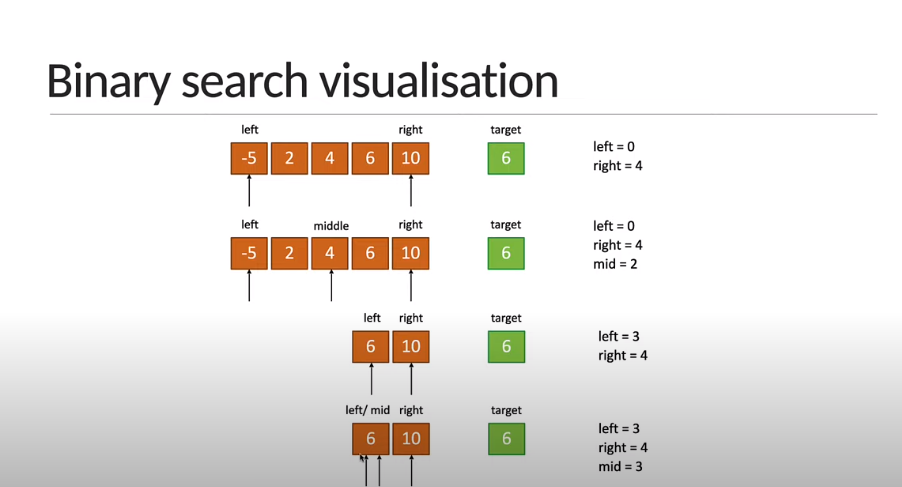 Binary search visualisation
left right target
-5 2 4 6 10 6
left = 0
right = 4
left middle right target
-5 2 4 6 10 6
left = 0
right = 4
mid = 2
left right target
6 10 6
left = 3
right = 4
left/ mid right target
6 10 6
left = 3
right = 4
mid = 3